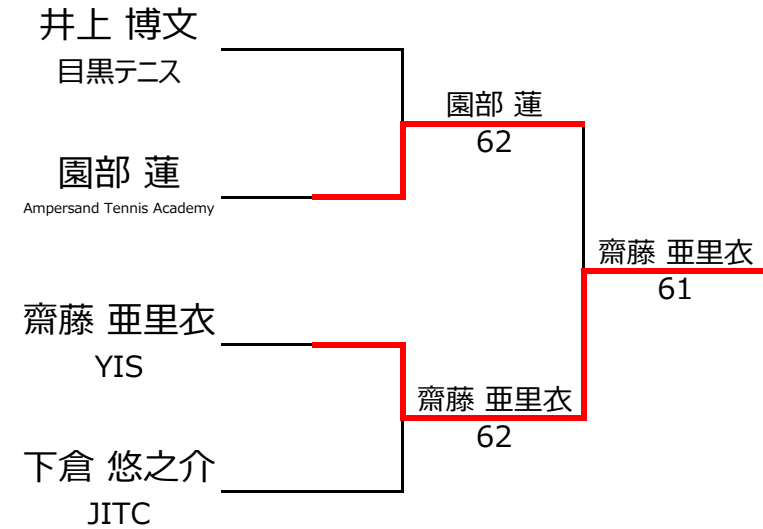 井上 博文
目黒テニス
園部 蓮
62
園部 蓮
Ampersand Tennis Academy
齋藤 亜里衣
61
齋藤 亜里衣
YIS
齋藤 亜里衣
62
下倉 悠之介
JITC